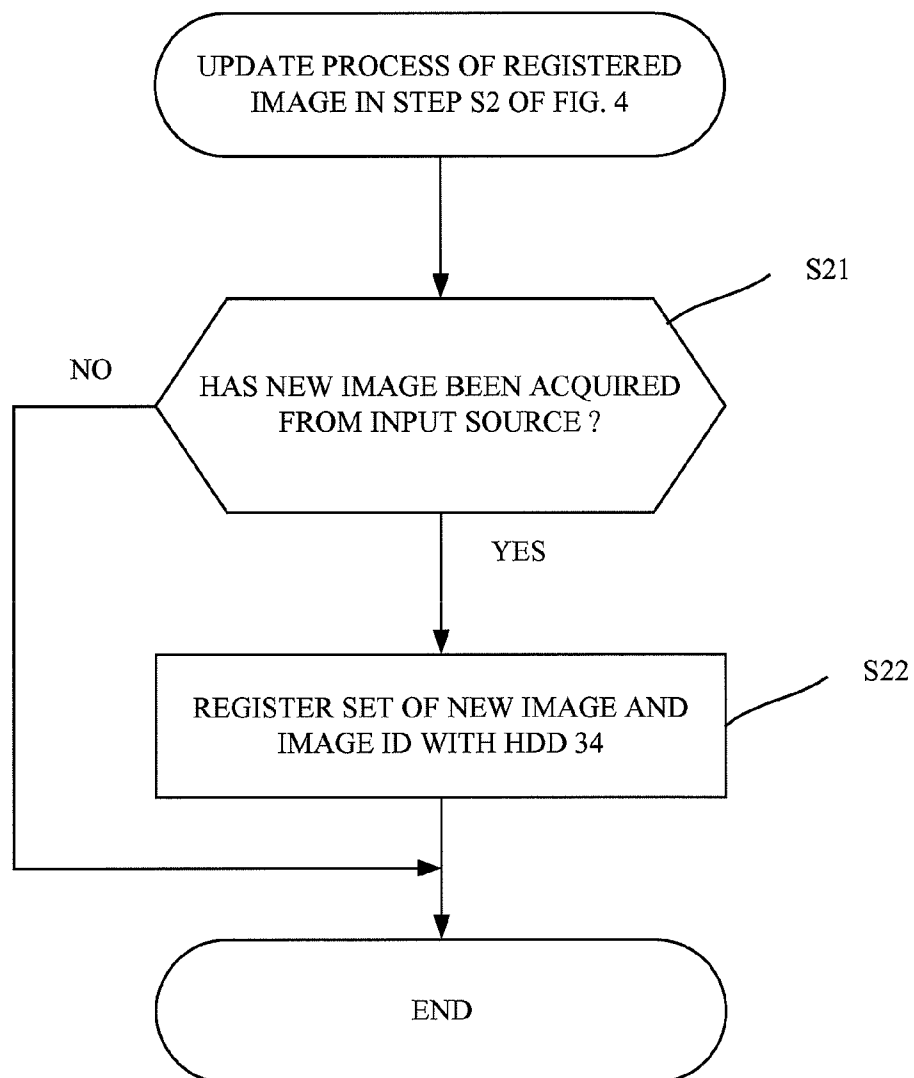 UPDATE PROCESS OF REGISTERED
IMAGE IN STEP S2 OF FIG. 4
S21
NO
HAS NEW IMAGE BEEN ACQUIRED
FROM INPUT SOURCE ?
YES
S22
REGISTER SET OF NEW IMAGE AND
IMAGE ID WITH HDD 34
END